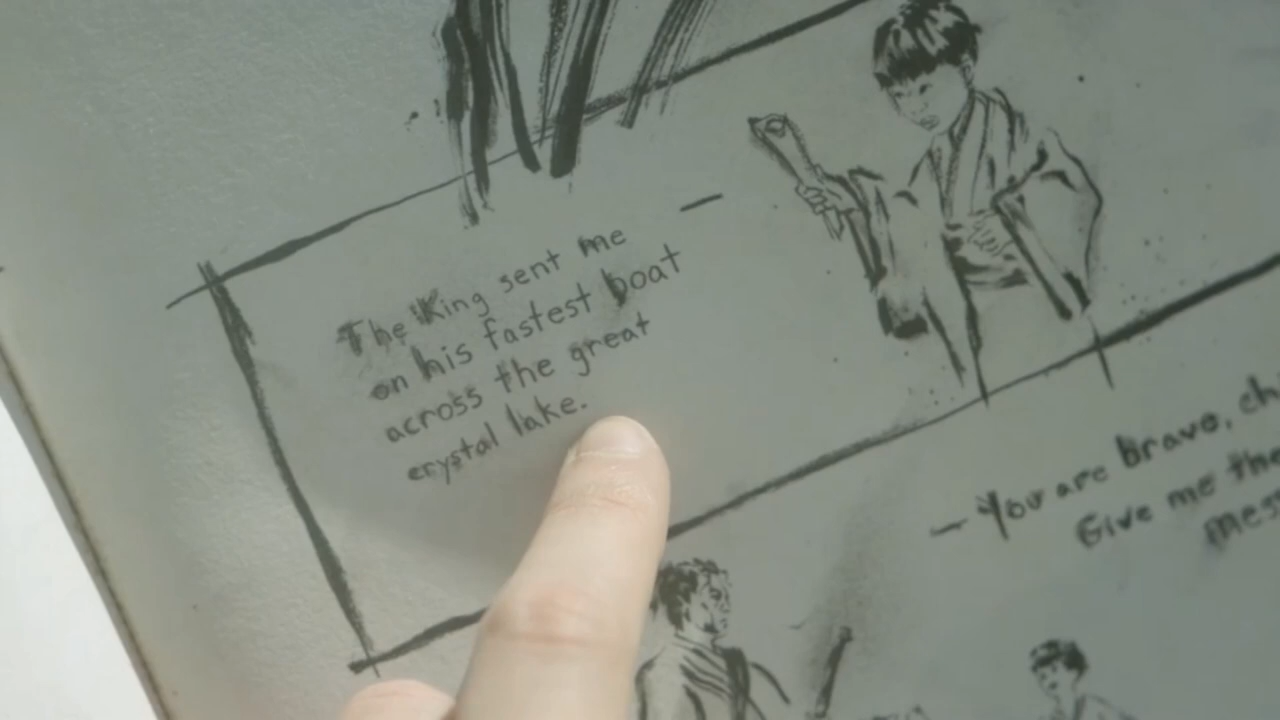 The King sent me
on his fastest boat
across the great
crystal lake.
— You are brave,
Give me the